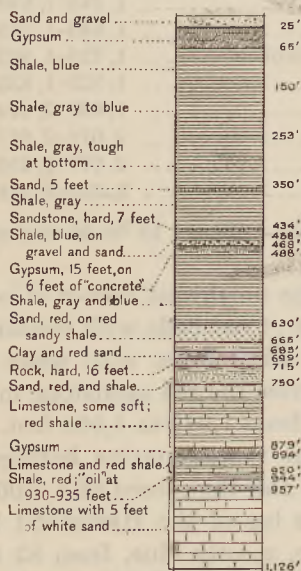 Sand and gravel
25'
Gypsum
66'
Shale, blue
150'
Shale, gray to blue
253'
Shale, gray, tough
at bottom
Sand, 5 feet
350'
Shale, gray
Sandstone, hard, 7 feet
434'
Shale, blue, on
gravel and sand
468'
488'
Gypsum, 15 feet, on
6 feet of "concrete"
Shale, gray and blue
630'
Sand, red, on red
sandy shale
666'
685'
Clay and red sand
699'
Rock, hard, 16 feet
715'
Sand, red, and shale
750'
Limestone, some soft;
red shale
879'
Gypsum
894'
Limestone and red shale
Shale, red; "oil" at
930-935 feet
944'
957'
Limestone with 5 feet
of white sand
1,126'